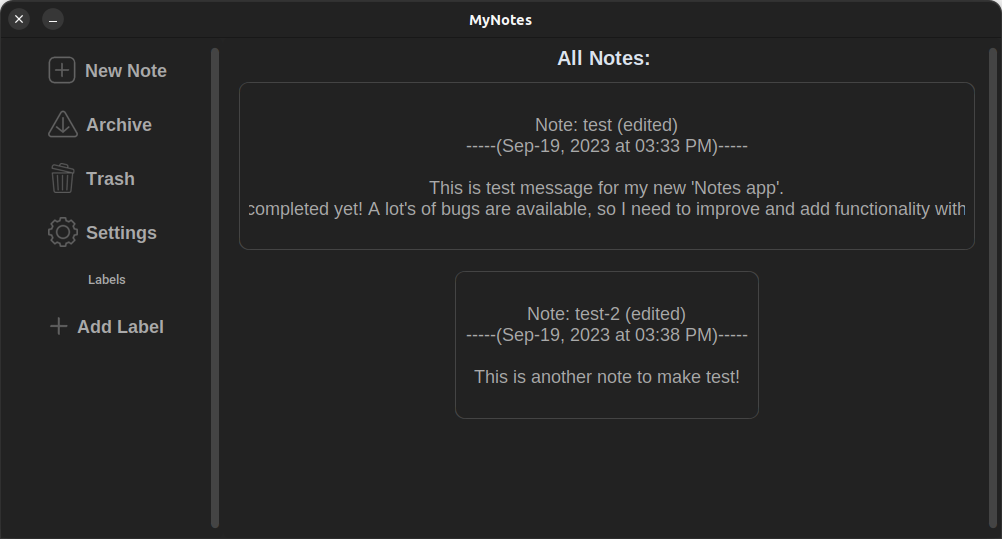 MyNotes
New Note
Archive
Trash
Settings
Labels
Add Label
All Notes:
Note: test (edited)
-----(Sep-19, 2023 at 03:33 PM)-----
This is test message for my new 'Notes app'.
completed yet! A lot's of bugs are available, so I need to improve and add functionality with
Note: test-2 (edited)
-----(Sep-19, 2023 at 03:38 PM)-----
This is another note to make test!